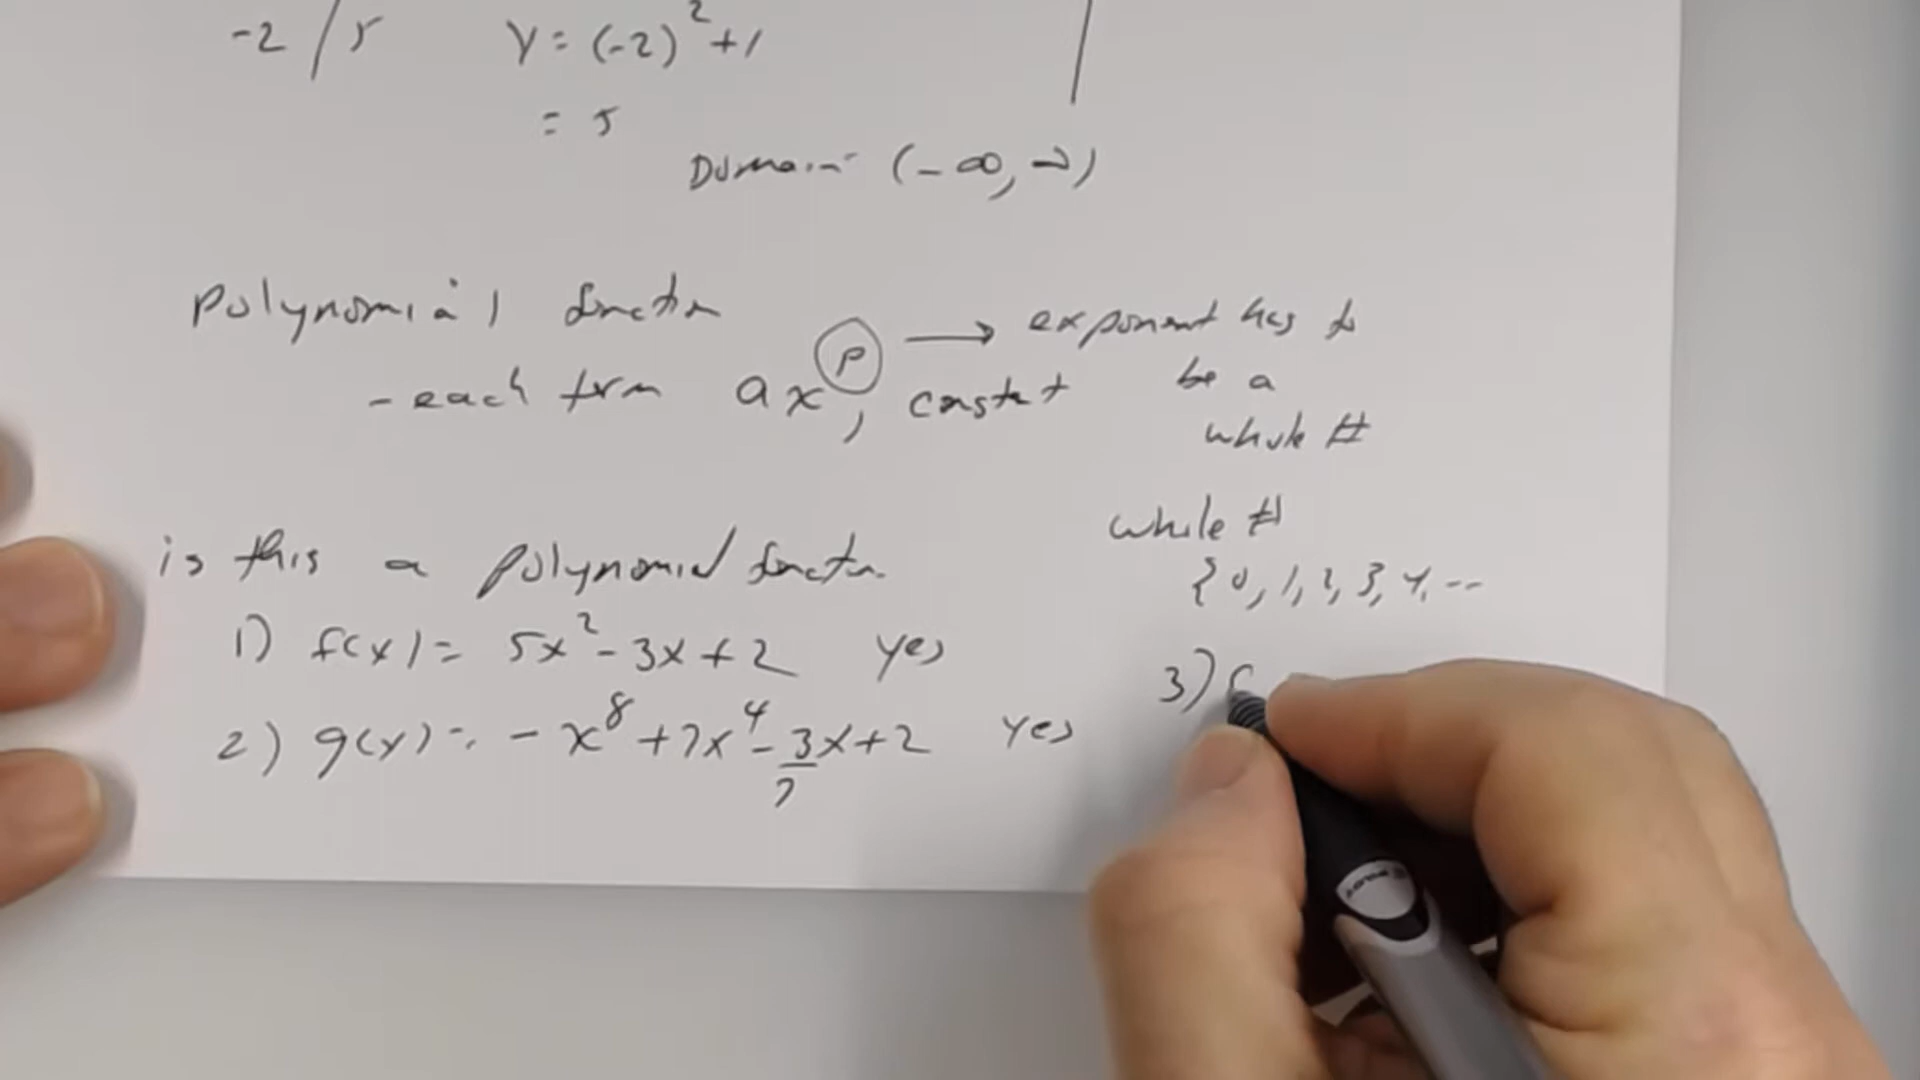 -2 / 5 y = (-2)² + 1
= 5
Domain: (-∞, ∞)
polynomial function
- each term ax^p, constant → exponent has to
be a
whole #
whole #
{0, 1, 2, 3, 4, --
is this a polynomial function
1) f(x) = 5x² - 3x + 2 yes
2) g(x) = -x⁸ + 7x⁴ - 3/2x + 2 yes
3)